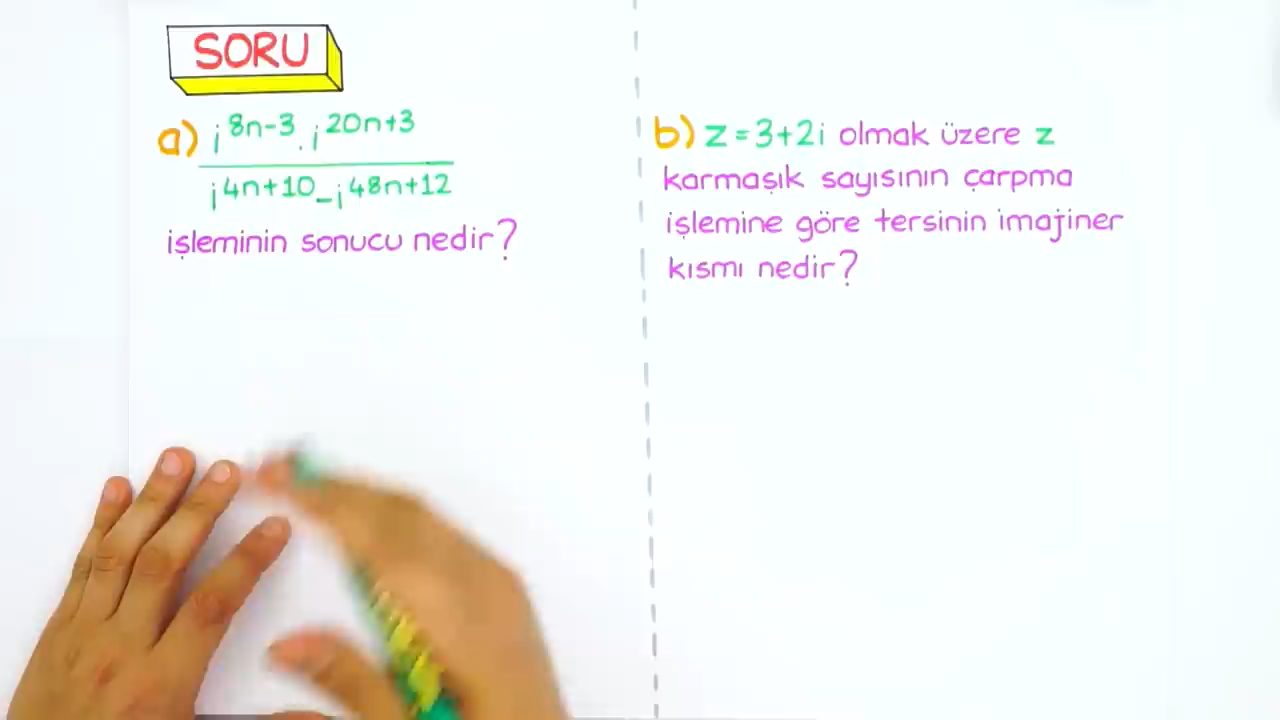 SORU
a) i^8n-3 . i^20n+3
i^4n+10 - i^48n+12
işleminin sonucu nedir?
b) z=3+2i olmak üzere z
karmaşık sayısının çarpma
işlemine göre tersinin imajiner
kısmı nedir?